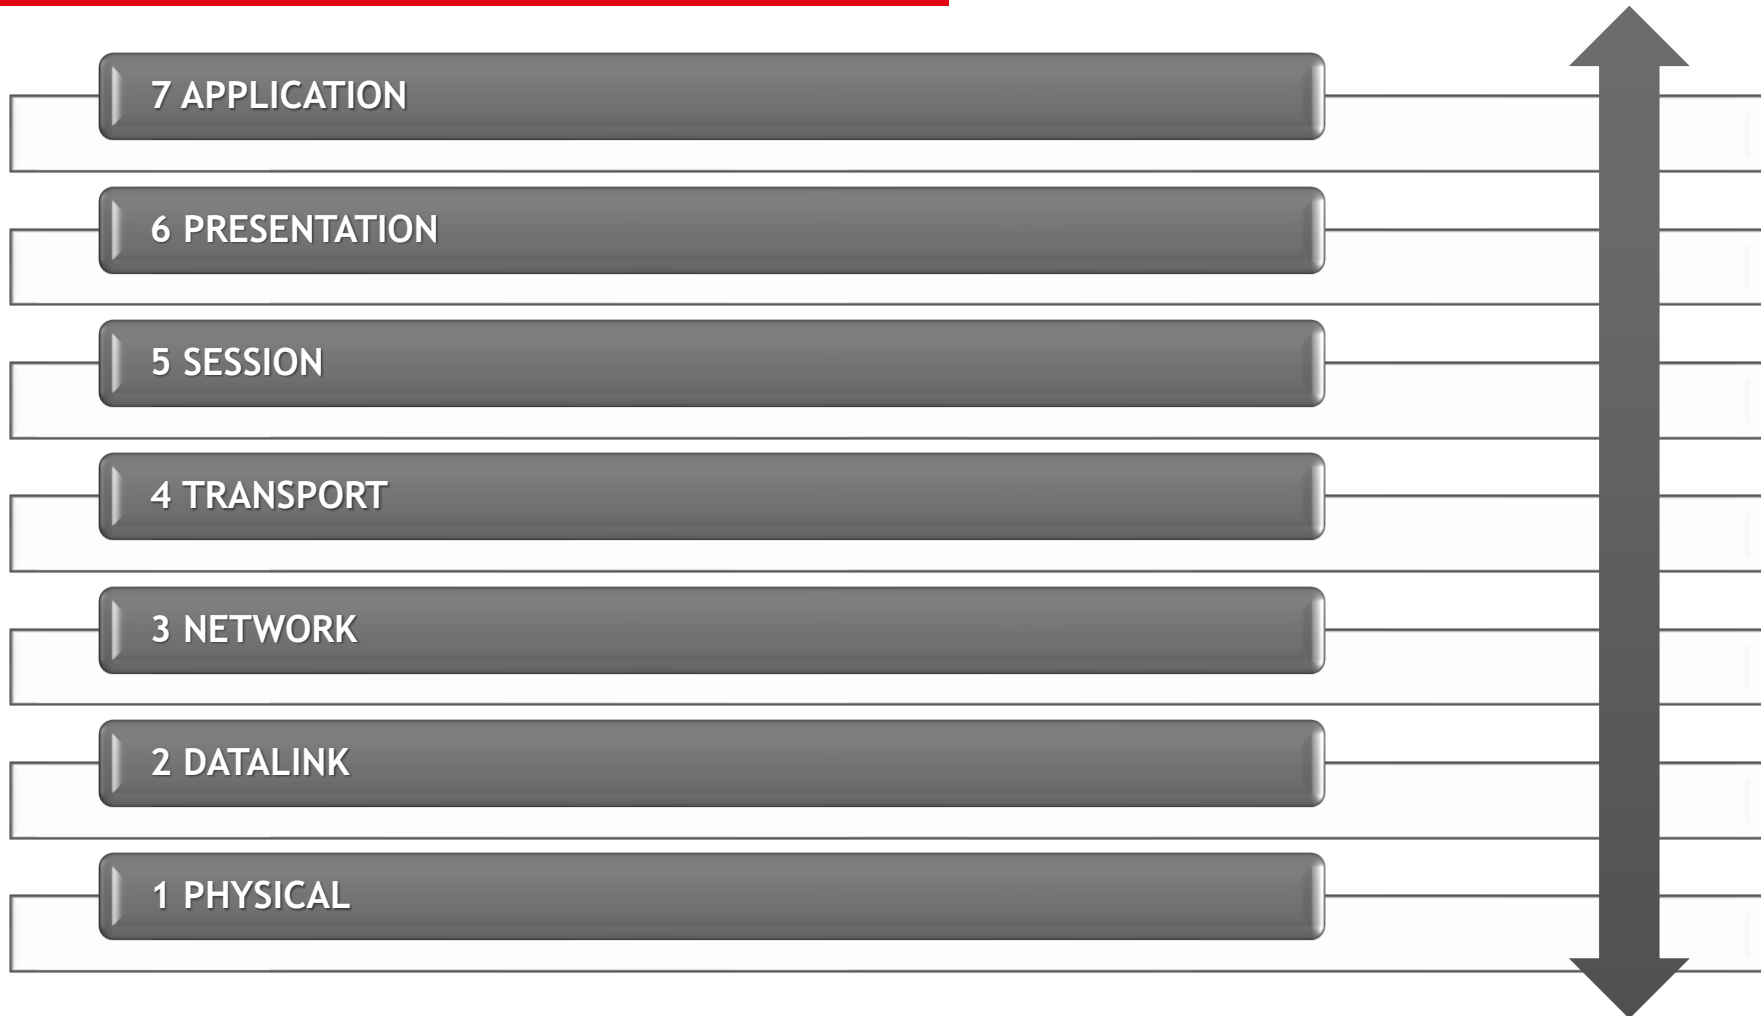 7 APPLICATION
6 PRESENTATION
5 SESSION
4 TRANSPORT
3 NETWORK
2 DATALINK
1 PHYSICAL